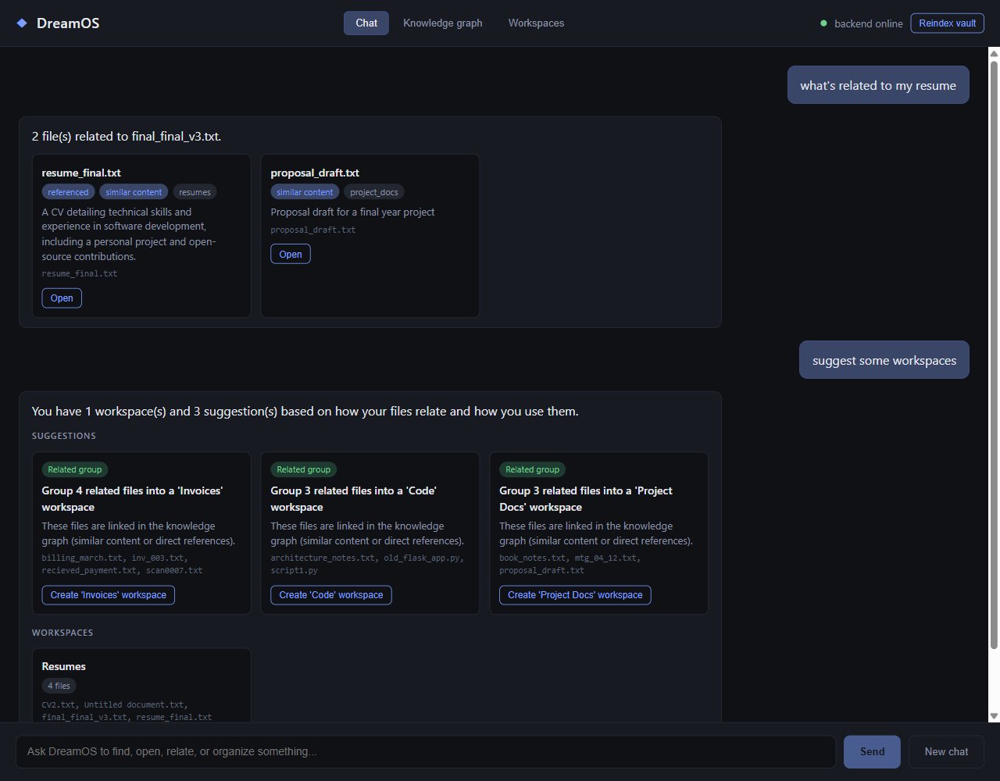 DreamOS
Chat
Knowledge graph
Workspaces
backend online
Reindex vault
what's related to my resume
2 file(s) related to final_final_v3.txt.
resume_final.txt
referenced
similar content
resumes
A CV detailing technical skills and
experience in software development,
including a personal project and open-
source contributions.
resume_final.txt
Open
proposal_draft.txt
similar content
project_docs
Proposal draft for a final year project
proposal_draft.txt
Open
suggest some workspaces
You have 1 workspace(s) and 3 suggestion(s) based on how your files relate and how you use them.
SUGGESTIONS
Related group
Group 4 related files into a 'Invoices'
workspace
These files are linked in the knowledge
graph (similar content or direct references).
billing_march.txt, inv_003.txt,
recieved_payment.txt, scan0007.txt
Create 'Invoices' workspace
Related group
Group 3 related files into a 'Code'
workspace
These files are linked in the knowledge
graph (similar content or direct references).
architecture_notes.txt, old_flask_app.py,
script1.py
Create 'Code' workspace
Related group
Group 3 related files into a 'Project
Docs' workspace
These files are linked in the knowledge
graph (similar content or direct references).
book_notes.txt, mtg_04_12.txt,
proposal_draft.txt
Create 'Project Docs' workspace
WORKSPACES
Resumes
4 files
CV2.txt, Untitled document.txt,
final_final_v3.txt, resume_final.txt
Ask DreamOS to find, open, relate, or organize something...
Send
New chat